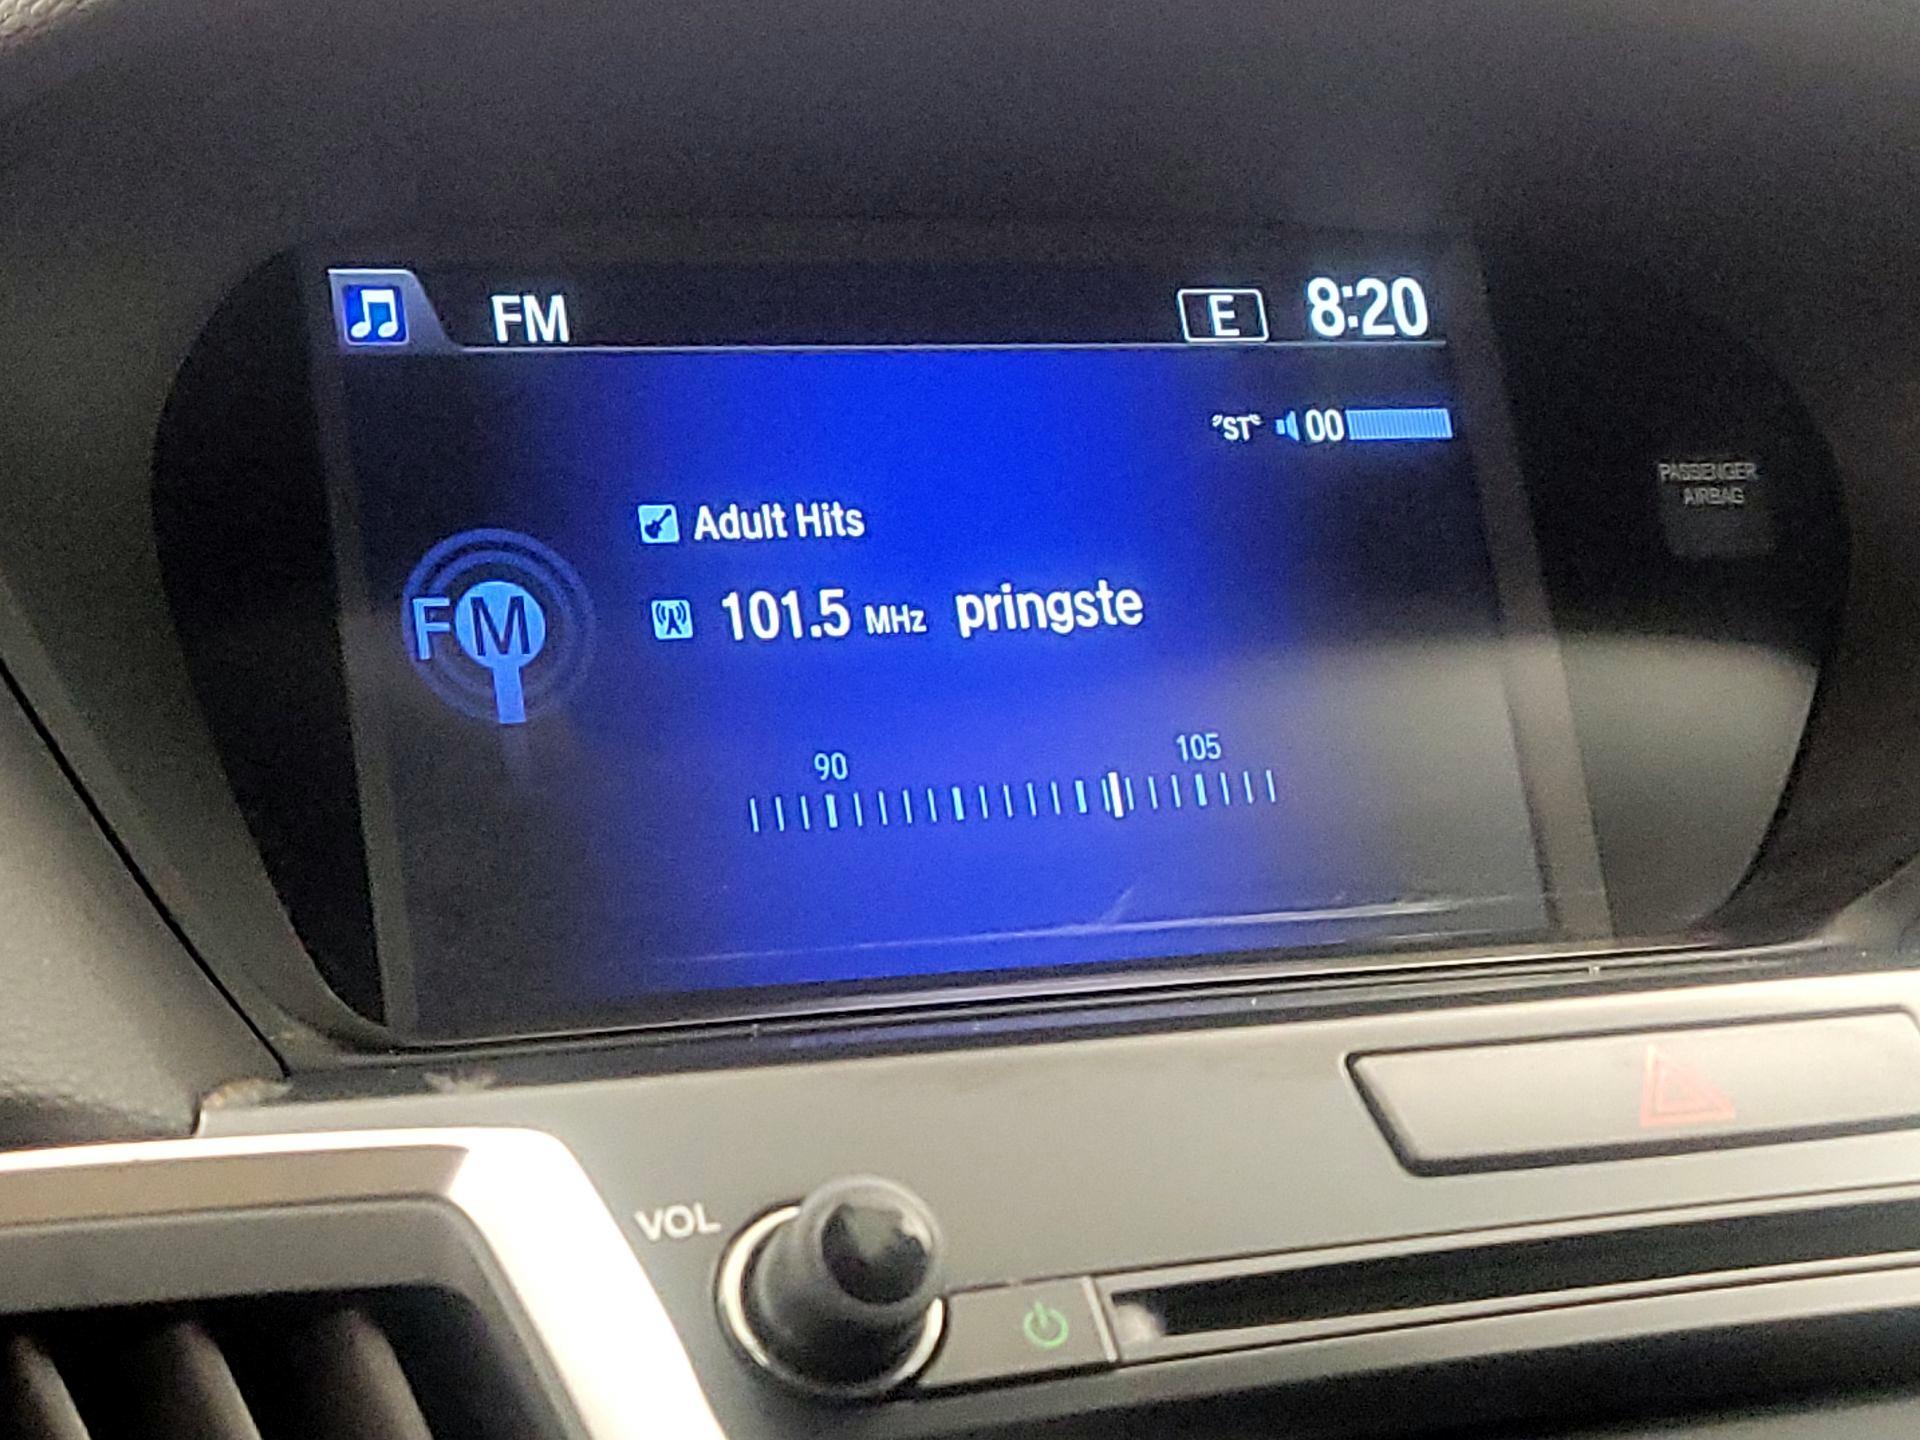 FM
E
8:20
"ST"
00
Adult Hits
FM
101.5 MHz pringste
90
105
PASSENGER
AIRBAG
VOL